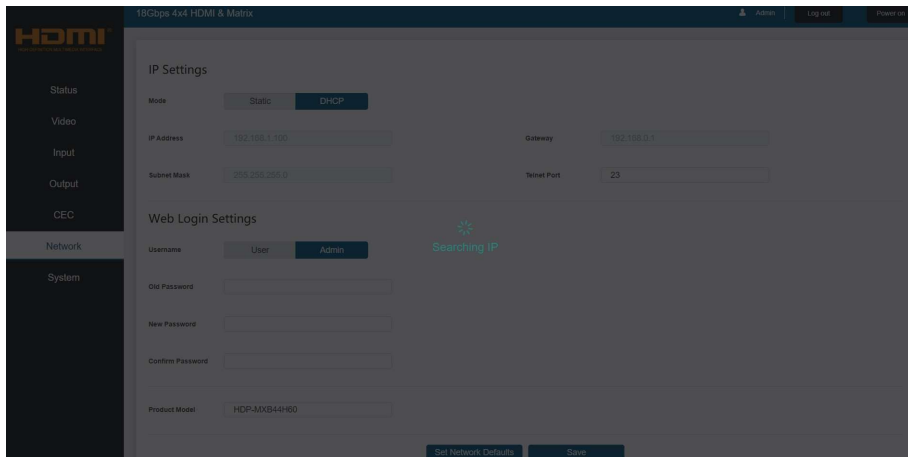 18Gbps 4x4 HDMI & Matrix
Admin
Log out
Power on
HDMI
Status
Video
Input
Output
CEC
Network
System
IP Settings
Mode
Static
DHCP
IP Address
192.168.1.100
Gateway
192.168.0.1
Subnet Mask
255.255.255.0
Telnet Port
23
Web Login Settings
Searching IP
Username
User
Admin
Old Password
New Password
Confirm Password
Product Model
HDP-MXB44H60
Set Network Defaults
Save